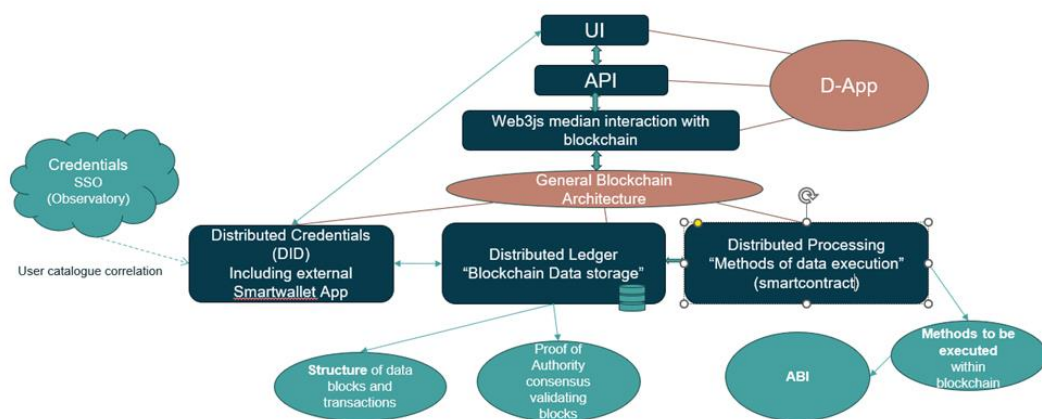 UI
API
D-App
Web3js median interaction with
blockchain
Credentials
SSO
(Observatory)
General Blockchain
Architecture
User catalogue correlation
Distributed Credentials
(DID)
Including external
Smartwallet App
Distributed Ledger
“Blockchain Data storage”
Distributed Processing
“Methods of data execution”
(smartcontract)
Structure of data
blocks and
transactions
Proof of
Authority
consensus
validating
blocks
ABI
Methods to be
executed
within
blockchain